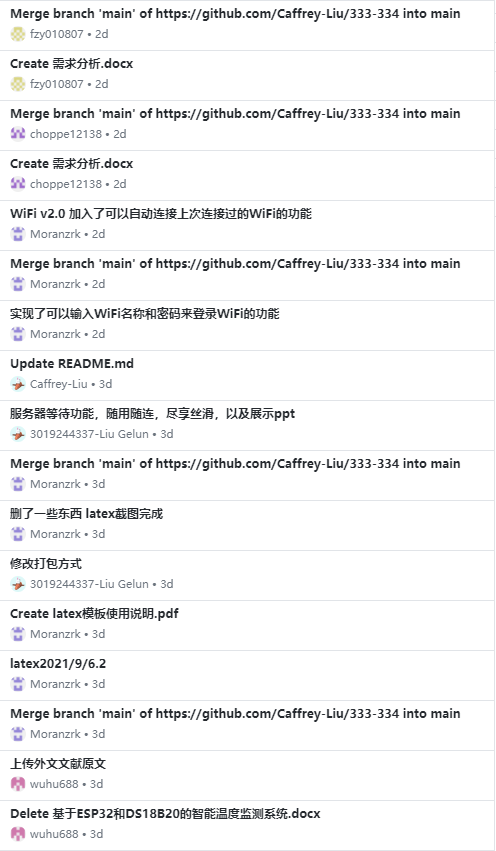 Merge branch 'main' of https://github.com/Caffrey-Liu/333-334 into main
fzy010807 • 2d
Create 需求分析.docx
fzy010807 • 2d
Merge branch 'main' of https://github.com/Caffrey-Liu/333-334 into main
choppe12138 • 2d
Create 需求分析.docx
choppe12138 • 2d
WiFi v2.0 加入了可以自动连接上次连接过的WiFi的功能
Moranzrk • 2d
Merge branch 'main' of https://github.com/Caffrey-Liu/333-334 into main
Moranzrk • 2d
实现了可以输入WiFi名称和密码来登录WiFi的功能
Moranzrk • 2d
Update README.md
Caffrey-Liu • 3d
服务器等待功能，随用随连，尽享丝滑，以及展示ppt
3019244337-Liu Gelun • 3d
Merge branch 'main' of https://github.com/Caffrey-Liu/333-334 into main
Moranzrk • 3d
删了一些东西 latex截图完成
Moranzrk • 3d
修改打包方式
3019244337-Liu Gelun • 3d
Create latex模板使用说明.pdf
Moranzrk • 3d
latex2021/9/6.2
Moranzrk • 3d
Merge branch 'main' of https://github.com/Caffrey-Liu/333-334 into main
Moranzrk • 3d
上传外文文献原文
wuhu688 • 3d
Delete 基于ESP32和DS18B20的智能温度监测系统.docx
wuhu688 • 3d